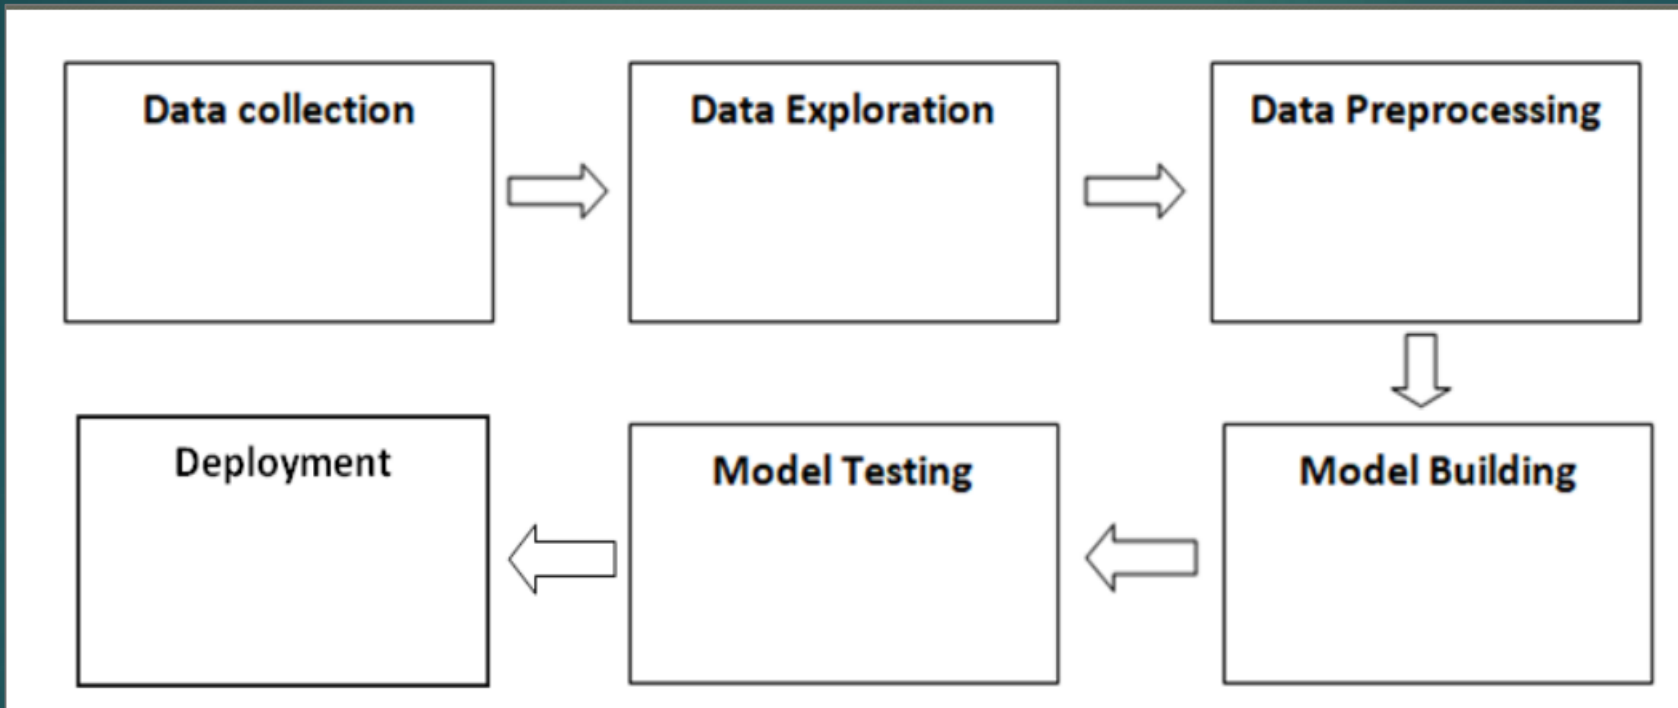 Data collection
Data Exploration
Data Preprocessing
Model Building
Model Testing
Deployment